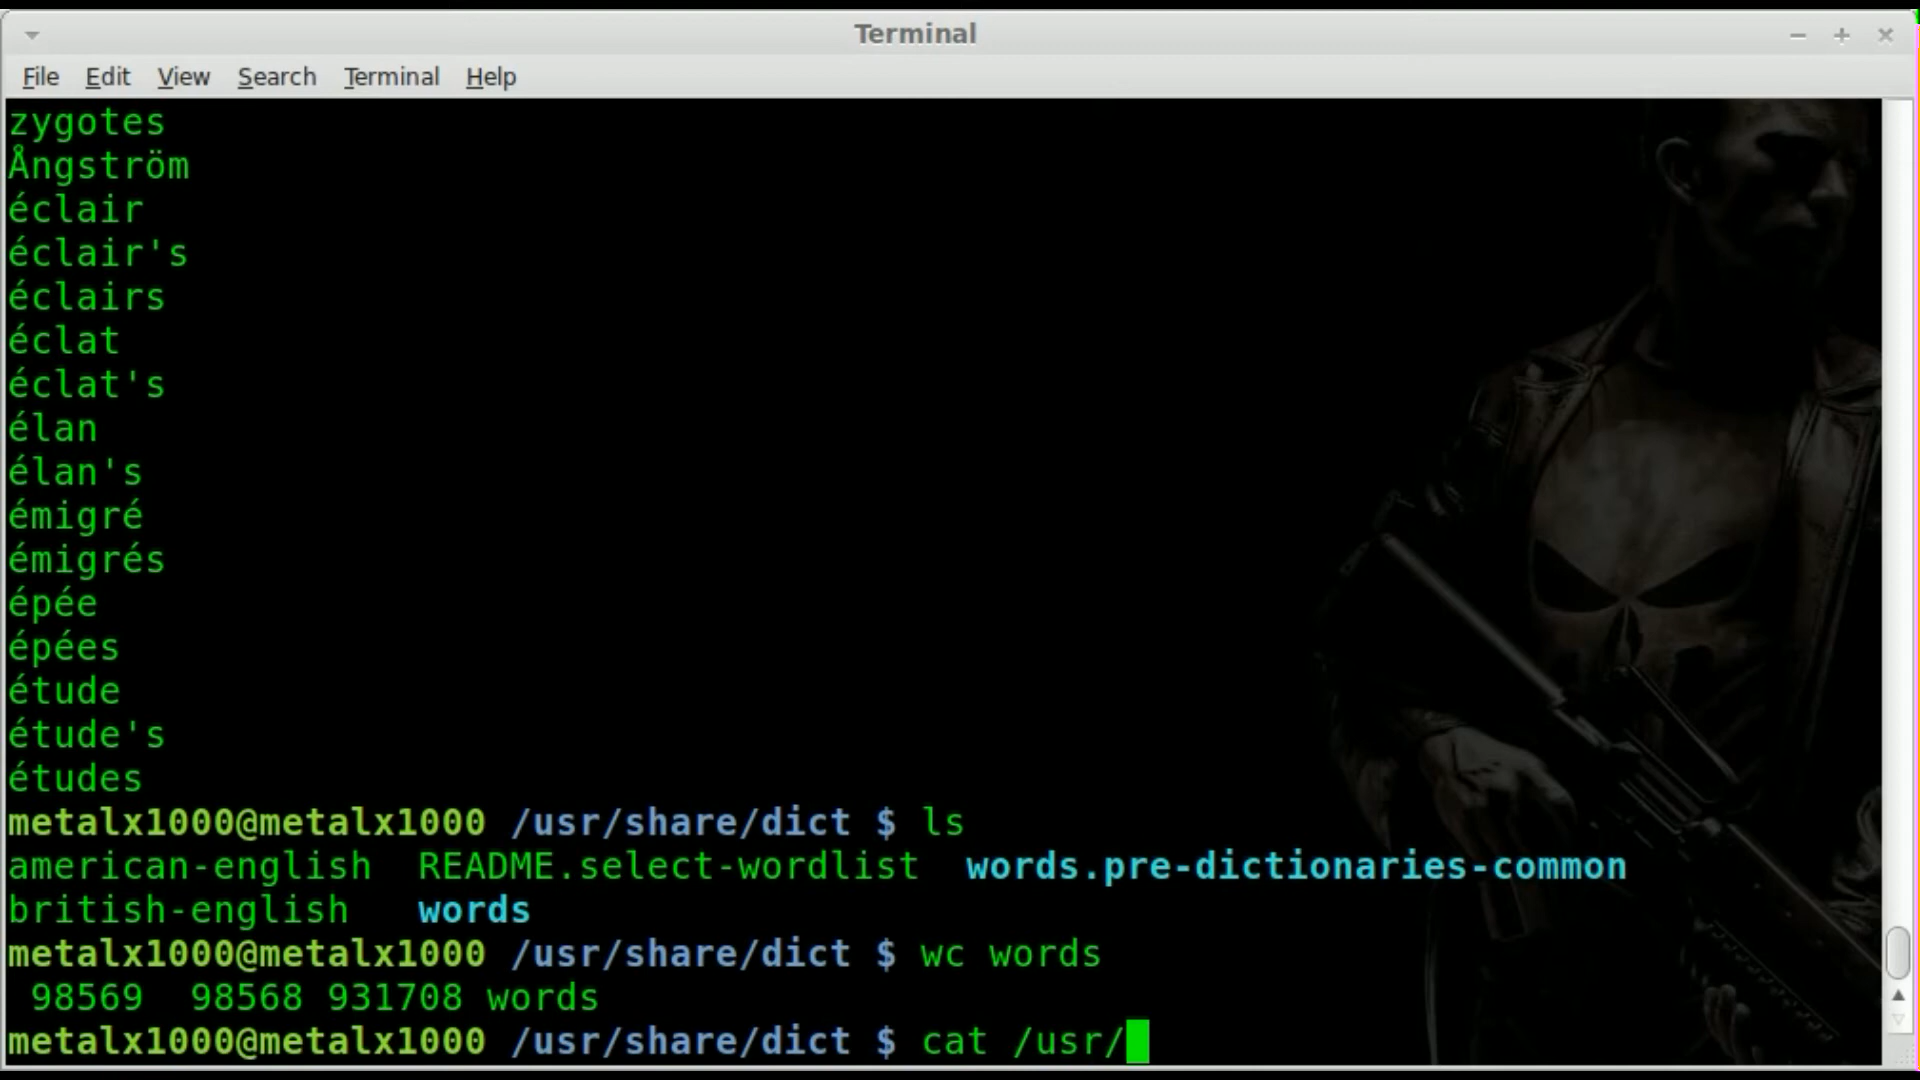 Terminal
File Edit View Search Terminal Help
zygotes
Ångström
éclair
éclair's
éclairs
éclat
éclat's
élan
élan's
émigré
émigrés
épée
épées
étude
étude's
études
metalx1000@metalx1000 /usr/share/dict $ ls
american-english  README.select-wordlist  words.pre-dictionaries-common
british-english   words
metalx1000@metalx1000 /usr/share/dict $ wc words
 98569  98568 931708 words
metalx1000@metalx1000 /usr/share/dict $ cat /usr/